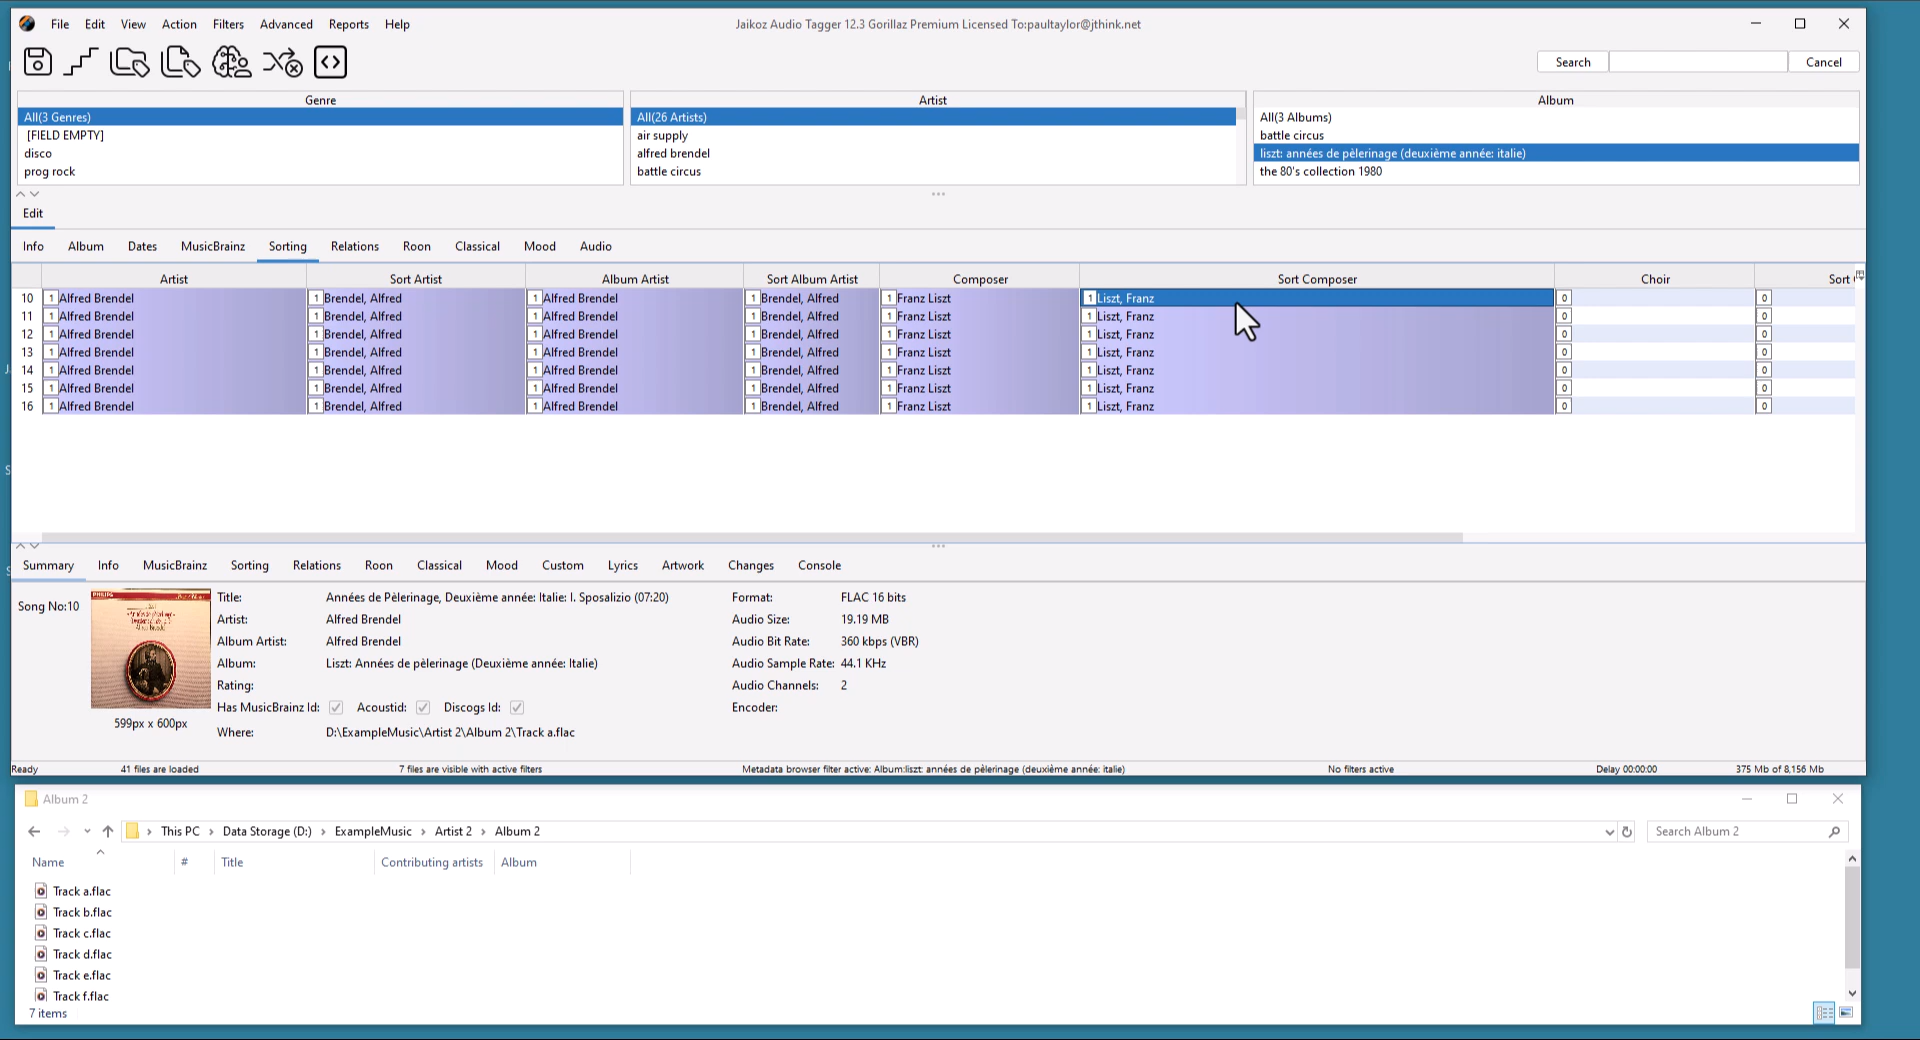 File Edit View Action Filters Advanced Reports Help
Jaikoz Audio Tagger 12.3 Gorillaz Premium Licensed To:paultaylor@jthink.net
Search Cancel
Genre Artist Album
All(3 Genres) All(26 Artists) All(3 Albums)
[FIELD EMPTY] air supply battle circus
disco alfred brendel liszt: années de pèlerinage (deuxième année: italie)
prog rock battle circus the 80's collection 1980
Edit
Info Album Dates MusicBrainz Sorting Relations Roon Classical Mood Audio
Artist Sort Artist Album Artist Sort Album Artist Composer Sort Composer Choir Sort
10 1 Alfred Brendel 1 Brendel, Alfred 1 Alfred Brendel 1 Brendel, Alfred 1 Franz Liszt 1 Liszt, Franz 0 0
11 1 Alfred Brendel 1 Brendel, Alfred 1 Alfred Brendel 1 Brendel, Alfred 1 Franz Liszt 1 Liszt, Franz 0 0
12 1 Alfred Brendel 1 Brendel, Alfred 1 Alfred Brendel 1 Brendel, Alfred 1 Franz Liszt 1 Liszt, Franz 0 0
13 1 Alfred Brendel 1 Brendel, Alfred 1 Alfred Brendel 1 Brendel, Alfred 1 Franz Liszt 1 Liszt, Franz 0 0
14 1 Alfred Brendel 1 Brendel, Alfred 1 Alfred Brendel 1 Brendel, Alfred 1 Franz Liszt 1 Liszt, Franz 0 0
15 1 Alfred Brendel 1 Brendel, Alfred 1 Alfred Brendel 1 Brendel, Alfred 1 Franz Liszt 1 Liszt, Franz 0 0
16 1 Alfred Brendel 1 Brendel, Alfred 1 Alfred Brendel 1 Brendel, Alfred 1 Franz Liszt 1 Liszt, Franz 0 0
Summary Info MusicBrainz Sorting Relations Roon Classical Mood Custom Lyrics Artwork Changes Console
Song No:10
PHILIPS
599px x 600px
Title: Années de Pèlerinage, Deuxième année: Italie: I. Sposalizio (07:20)
Artist: Alfred Brendel
Album Artist: Alfred Brendel
Album: Liszt: Années de pèlerinage (Deuxième année: Italie)
Rating:
Has MusicBrainz Id: Acoustid: Discogs Id:
Where: D:\ExampleMusic\Artist 2\Album 2\Track a.flac
Format: FLAC 16 bits
Audio Size: 19.19 MB
Audio Bit Rate: 360 kbps (VBR)
Audio Sample Rate: 44.1 KHz
Audio Channels: 2
Encoder:
Ready 41 files are loaded 7 files are visible with active filters Metadata browser filter active: Album:liszt: années de pèlerinage (deuxième année: italie) No filters active Delay 00:00:00 375 Mb of 8,156 Mb
Album 2
This PC › Data Storage (D:) › ExampleMusic › Artist 2 › Album 2
Search Album 2
Name # Title Contributing artists Album
Track a.flac
Track b.flac
Track c.flac
Track d.flac
Track e.flac
Track f.flac
7 items